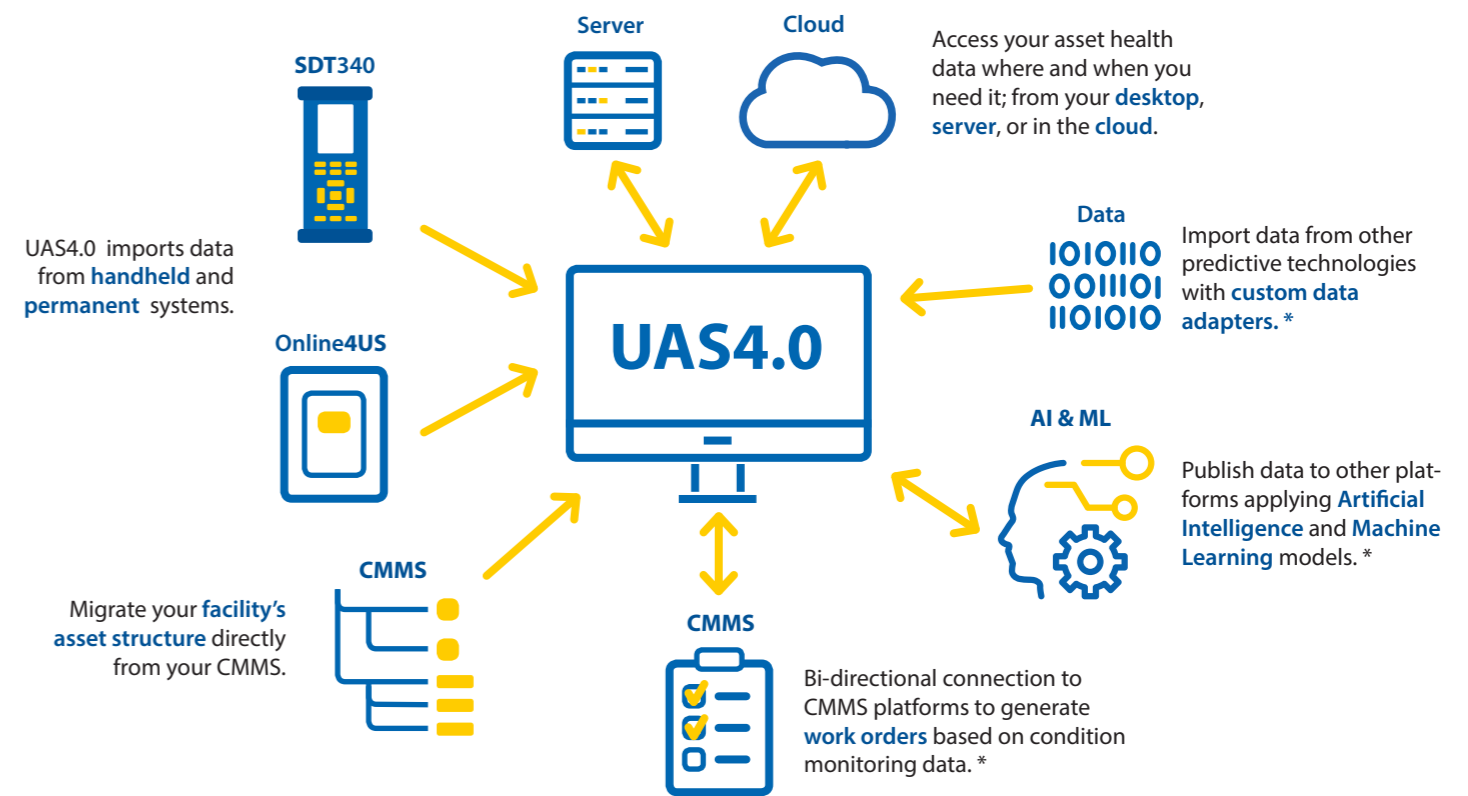 Server
Cloud
Access your asset health
data where and when you
need it; from your desktop,
server, or in the cloud.
SDT340
UAS4.0 imports data
from handheld and
permanent systems.
Data
1010110
0011101
1101010
Import data from other
predictive technologies
with custom data
adapters. *
UAS4.0
Online4US
AI & ML
Publish data to other plat-
forms applying Artificial
Intelligence and Machine
Learning models. *
CMMS
Migrate your facility’s
asset structure directly
from your CMMS.
CMMS
Bi-directional connection to
CMMS platforms to generate
work orders based on condition
monitoring data. *